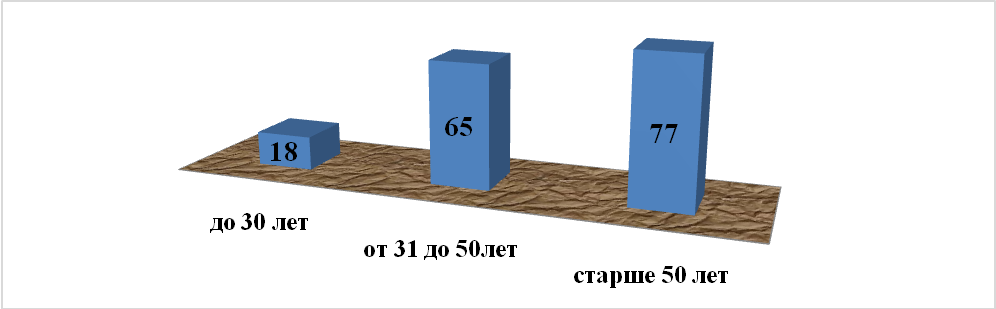 18
65
77
до 30 лет
от 31 до 50лет
старше 50 лет